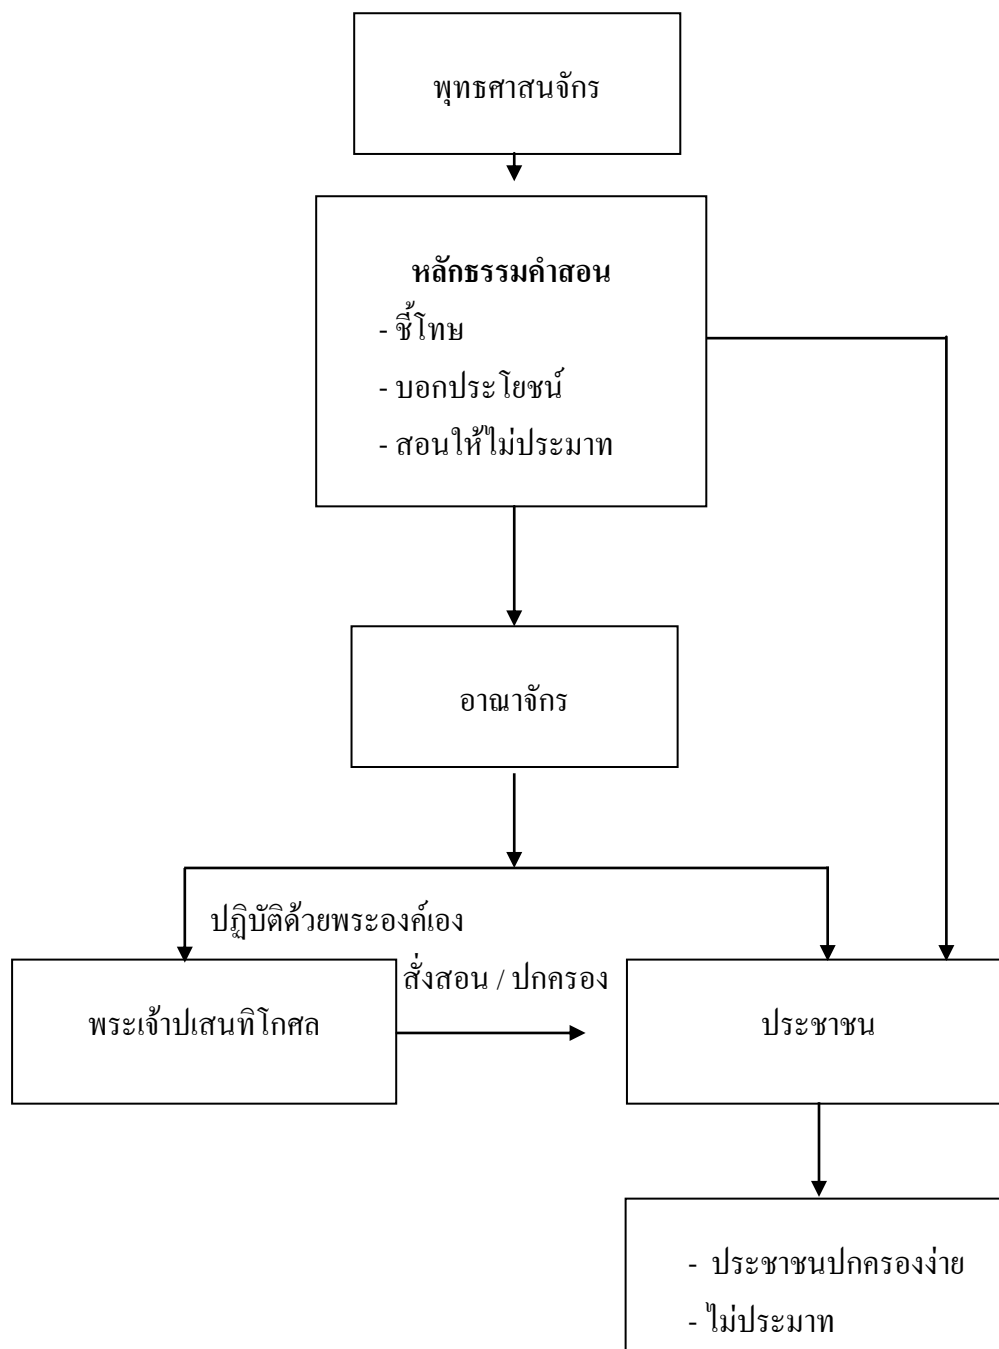 พุทธศาสนจักร
หลักธรรมคำสอน
- ชี้โทษ
- บอกประโยชน์
- สอนให้ไม่ประมาท
อาณาจักร
ปฏิบัติด้วยพระองค์เอง
สั่งสอน / ปกครอง
พระเจ้าปเสนทิโกศล
ประชาชน
- ประชาชนปกครองง่าย
- ไม่ประมาท